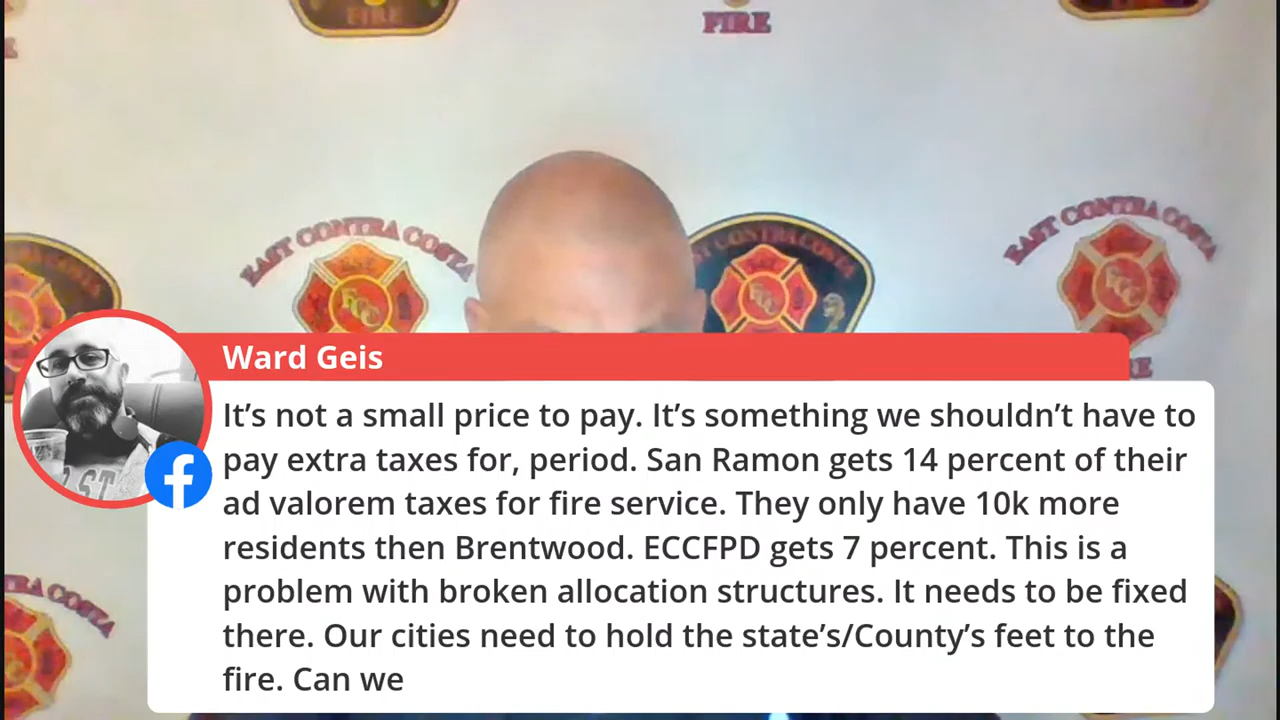 FIRE
FIRE
EAST CONTRA COSTA
EAST CONTRA COSTA
EAST CONTRA COSTA
Ward Geis
It's not a small price to pay. It's something we shouldn't have to
pay extra taxes for, period. San Ramon gets 14 percent of their
ad valorem taxes for fire service. They only have 10k more
residents then Brentwood. ECCFPD gets 7 percent. This is a
problem with broken allocation structures. It needs to be fixed
there. Our cities need to hold the state's/County's feet to the
fire. Can we